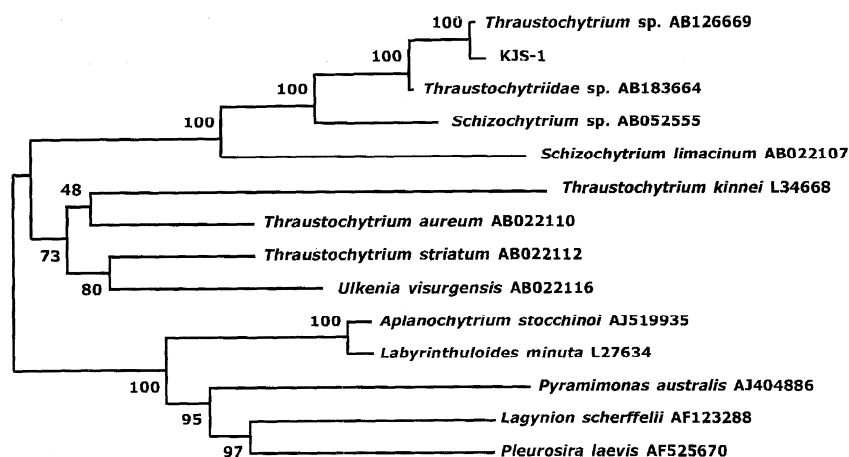 100 Thraustochytrium sp. AB126669
KJS-1
100
Thraustochytriidae sp. AB183664
100
Schizochytrium sp. AB052555
100
Schizochytrium limacinum AB022107
48 Thraustochytrium kinnei L34668
Thraustochytrium aureum AB022110
73 Thraustochytrium striatum AB022112
80 Ulkenia visurgensis AB022116
100 Aplanochytrium stocchinoi AJ519935
Labyrinthuloides minuta L27634
100 Pyramimonas australis AJ404886
95 Lagynion scherffelii AF123288
97 Pleurosira laevis AF525670